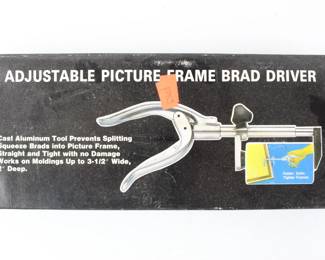 ADJUSTABLE PICTURE FRAME BRAD DRIVER
Cast Aluminum Tool Prevents Splitting
Squeeze Brads into Picture Frame,
Straight and Tight with no Damage
Works on Moldings Up to 3-1/2" Wide,
2" Deep.